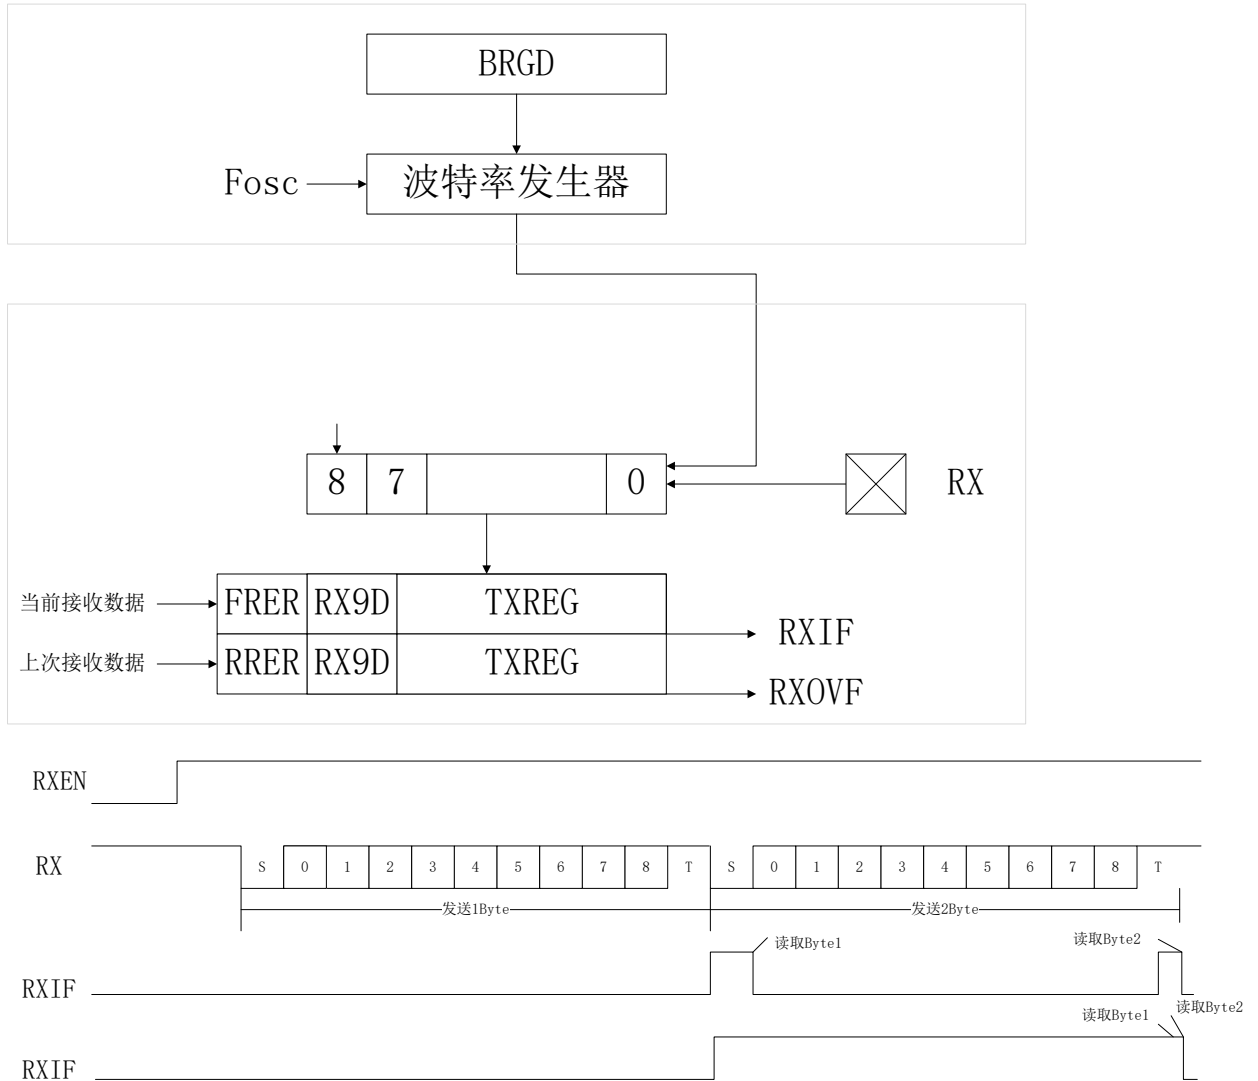 BRGD
Fosc
波特率发生器
8 7 0
RX
当前接收数据
FRER RX9D TXREG
RXIF
上次接收数据
RRER RX9D TXREG
RXOVF
RXEN
RX
S 0 1 2 3 4 5 6 7 8 T S 0 1 2 3 4 5 6 7 8 T
发送1Byte
发送2Byte
读取Byte1
读取Byte2
RXIF
读取Byte1
读取Byte2
RXIF